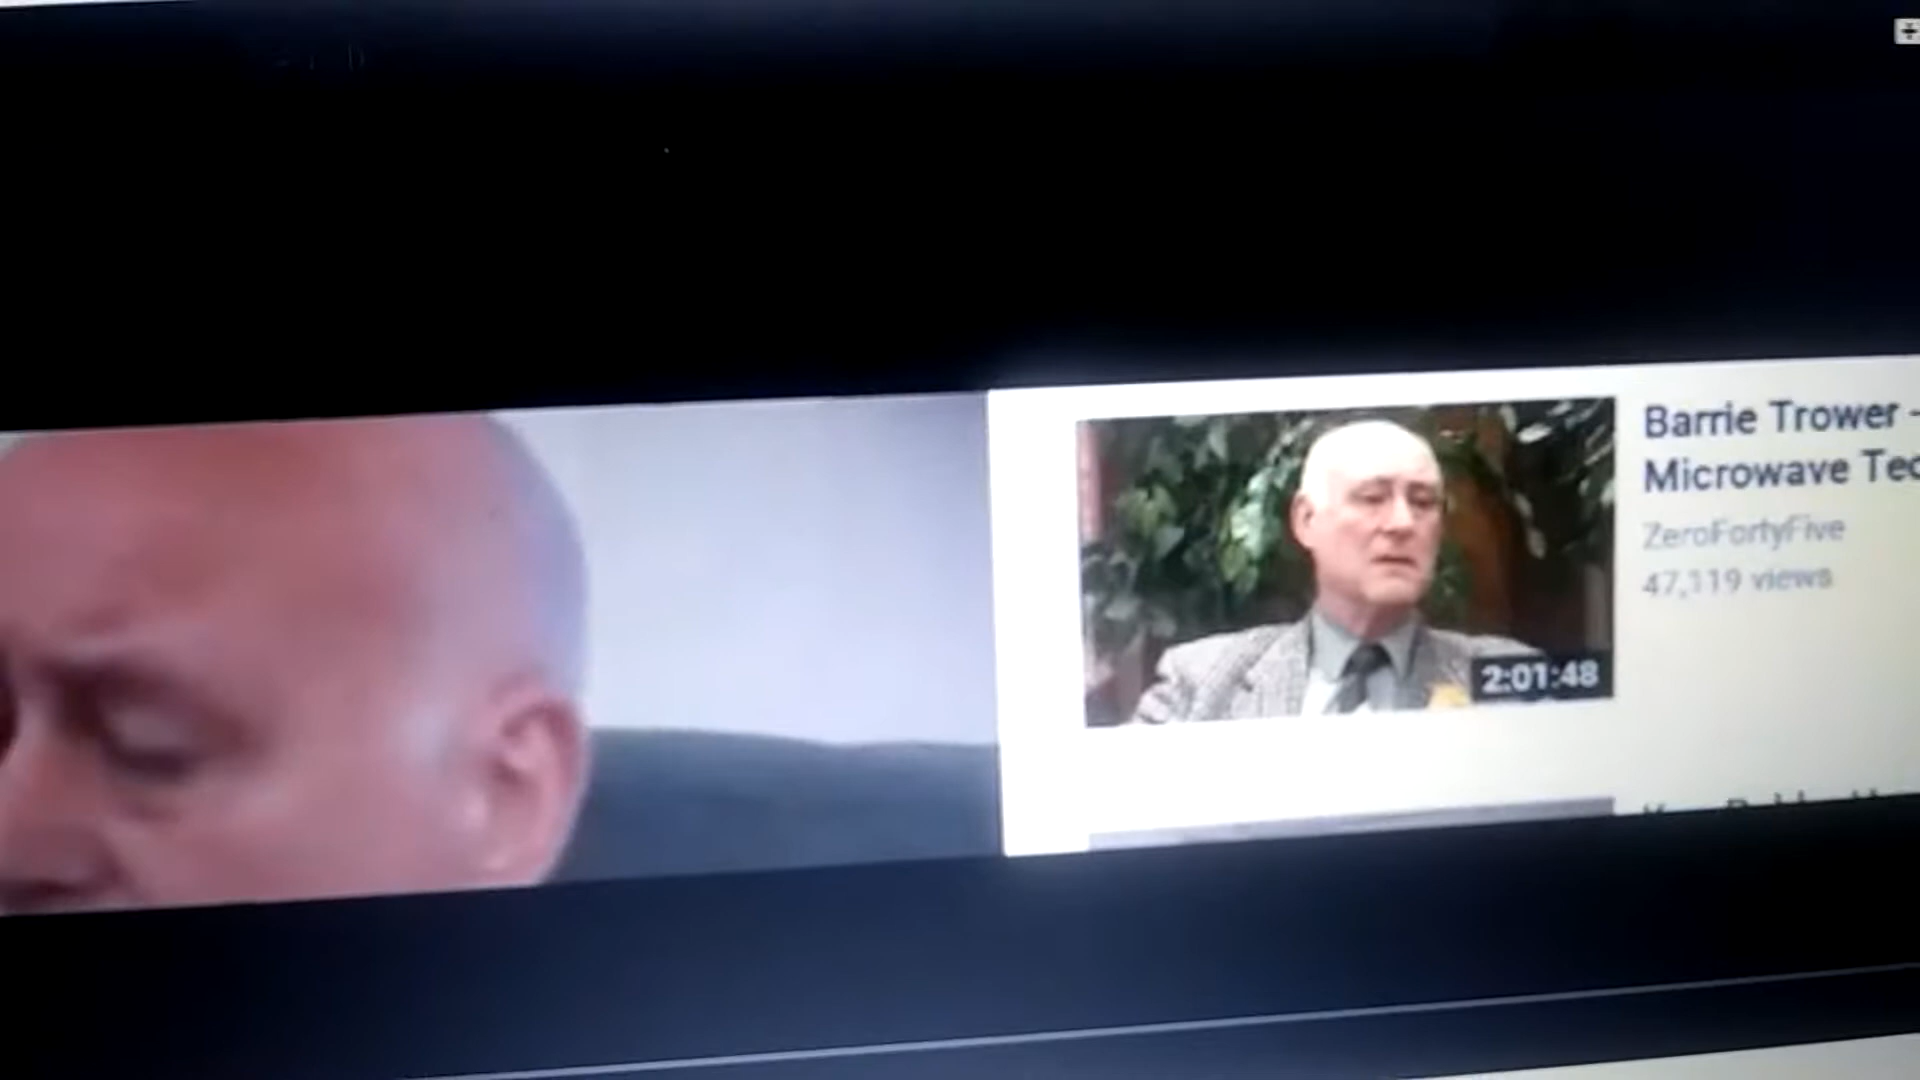 Barrie Trower -
Microwave Tec
ZeroFortyFive
47,119 views
2:01:48